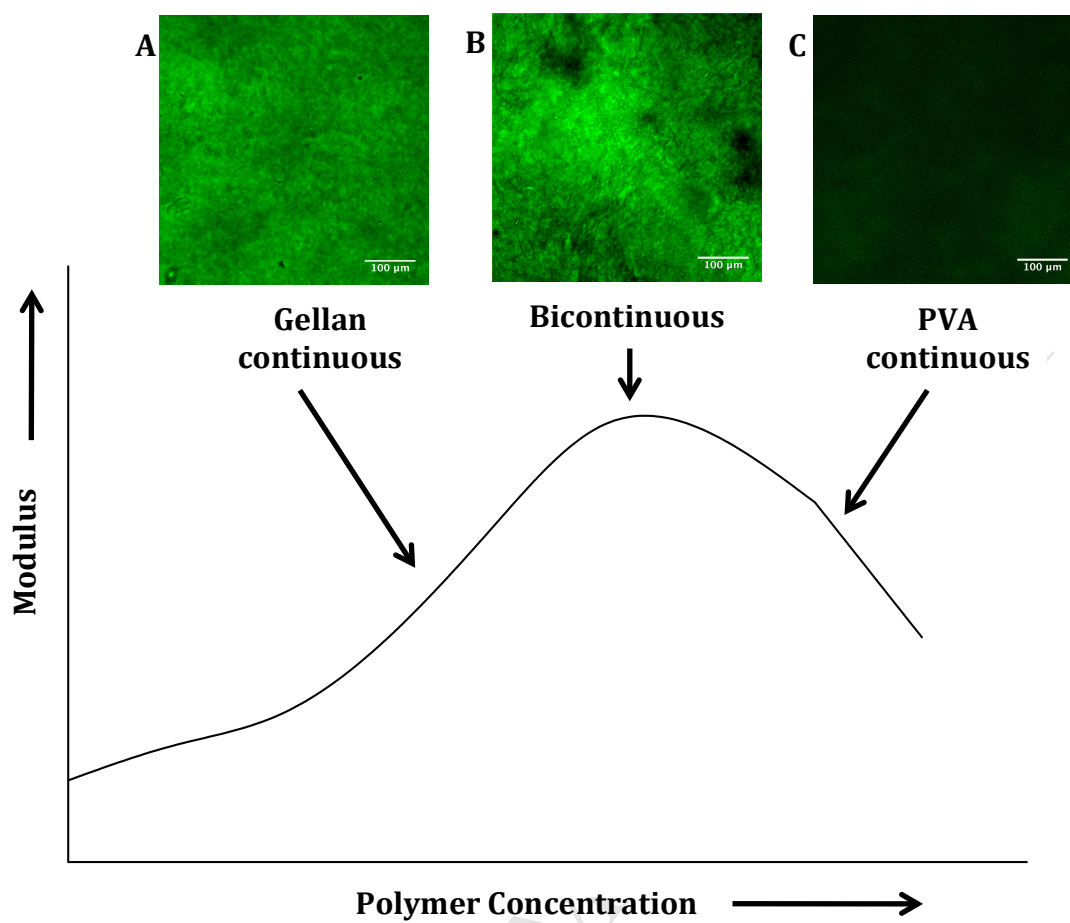 A
B
C
100 µm
100 µm
100 µm
Gellan
continuous
Bicontinuous
PVA
continuous
Modulus
Polymer Concentration